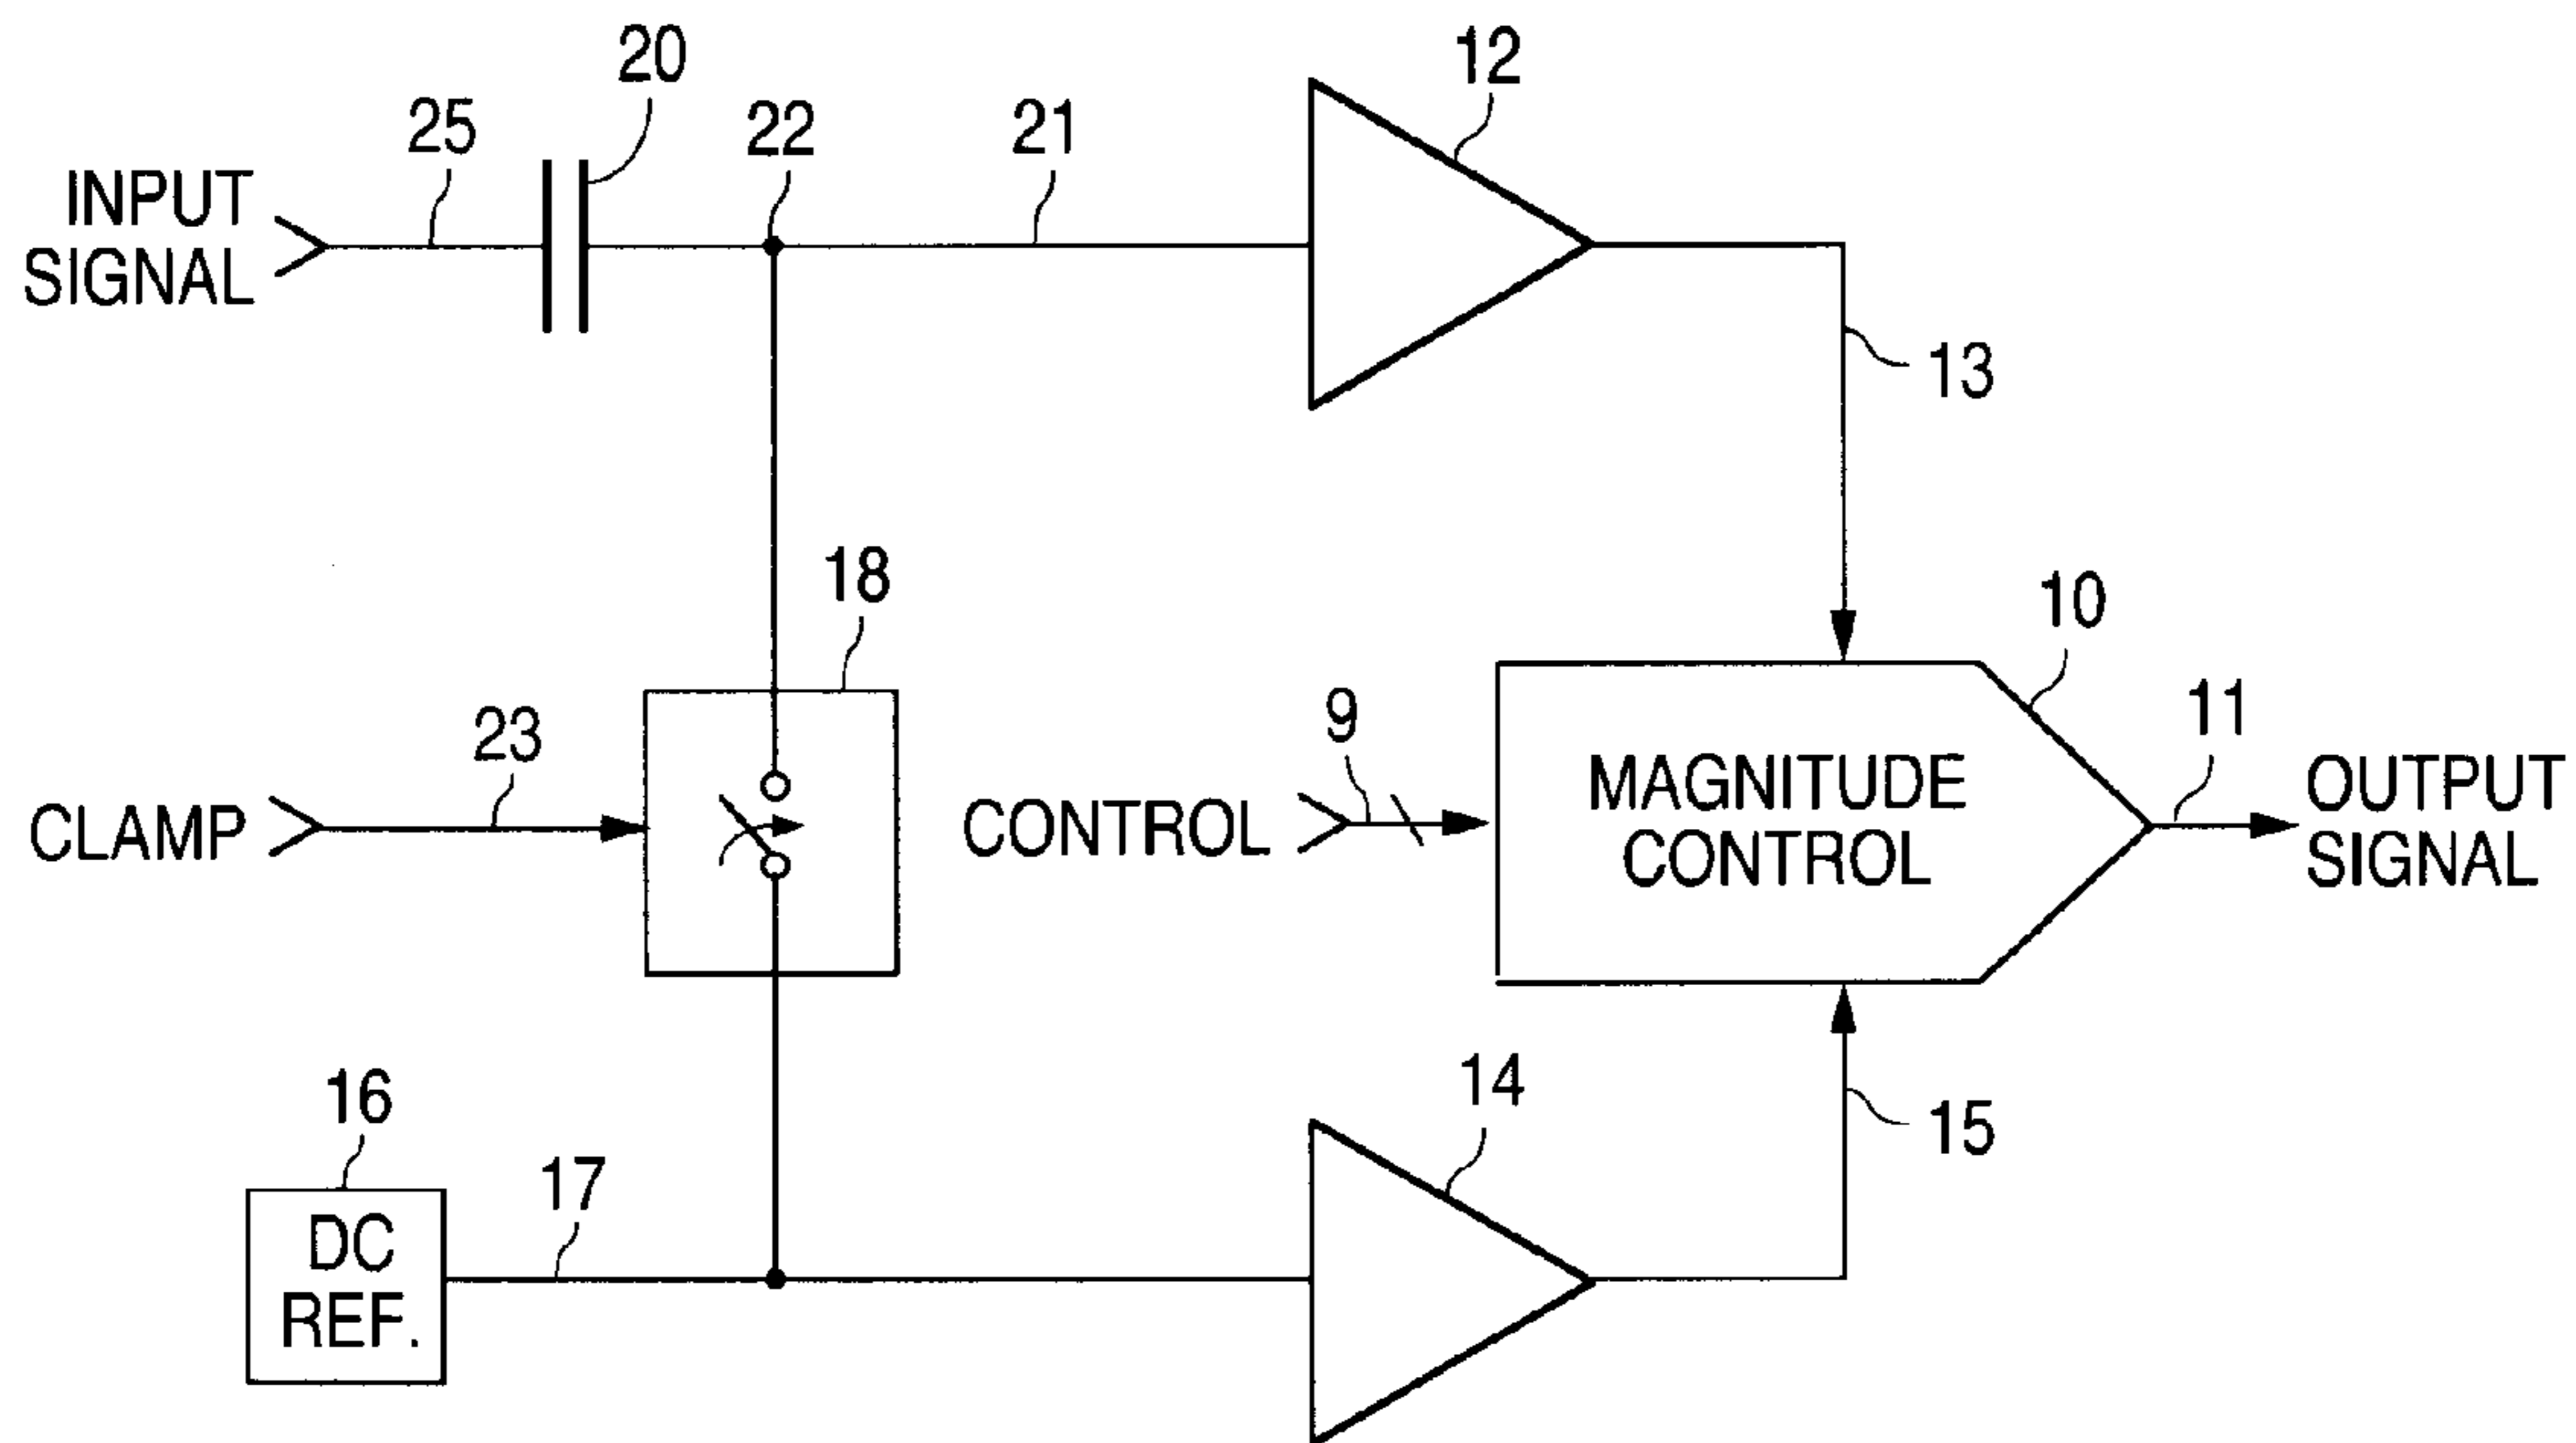 20
12
25
22
21
INPUT
SIGNAL
13
18
10
9
11
23
CLAMP
CONTROL
MAGNITUDE
CONTROL
OUTPUT
SIGNAL
16
17
14
15
DC
REF.